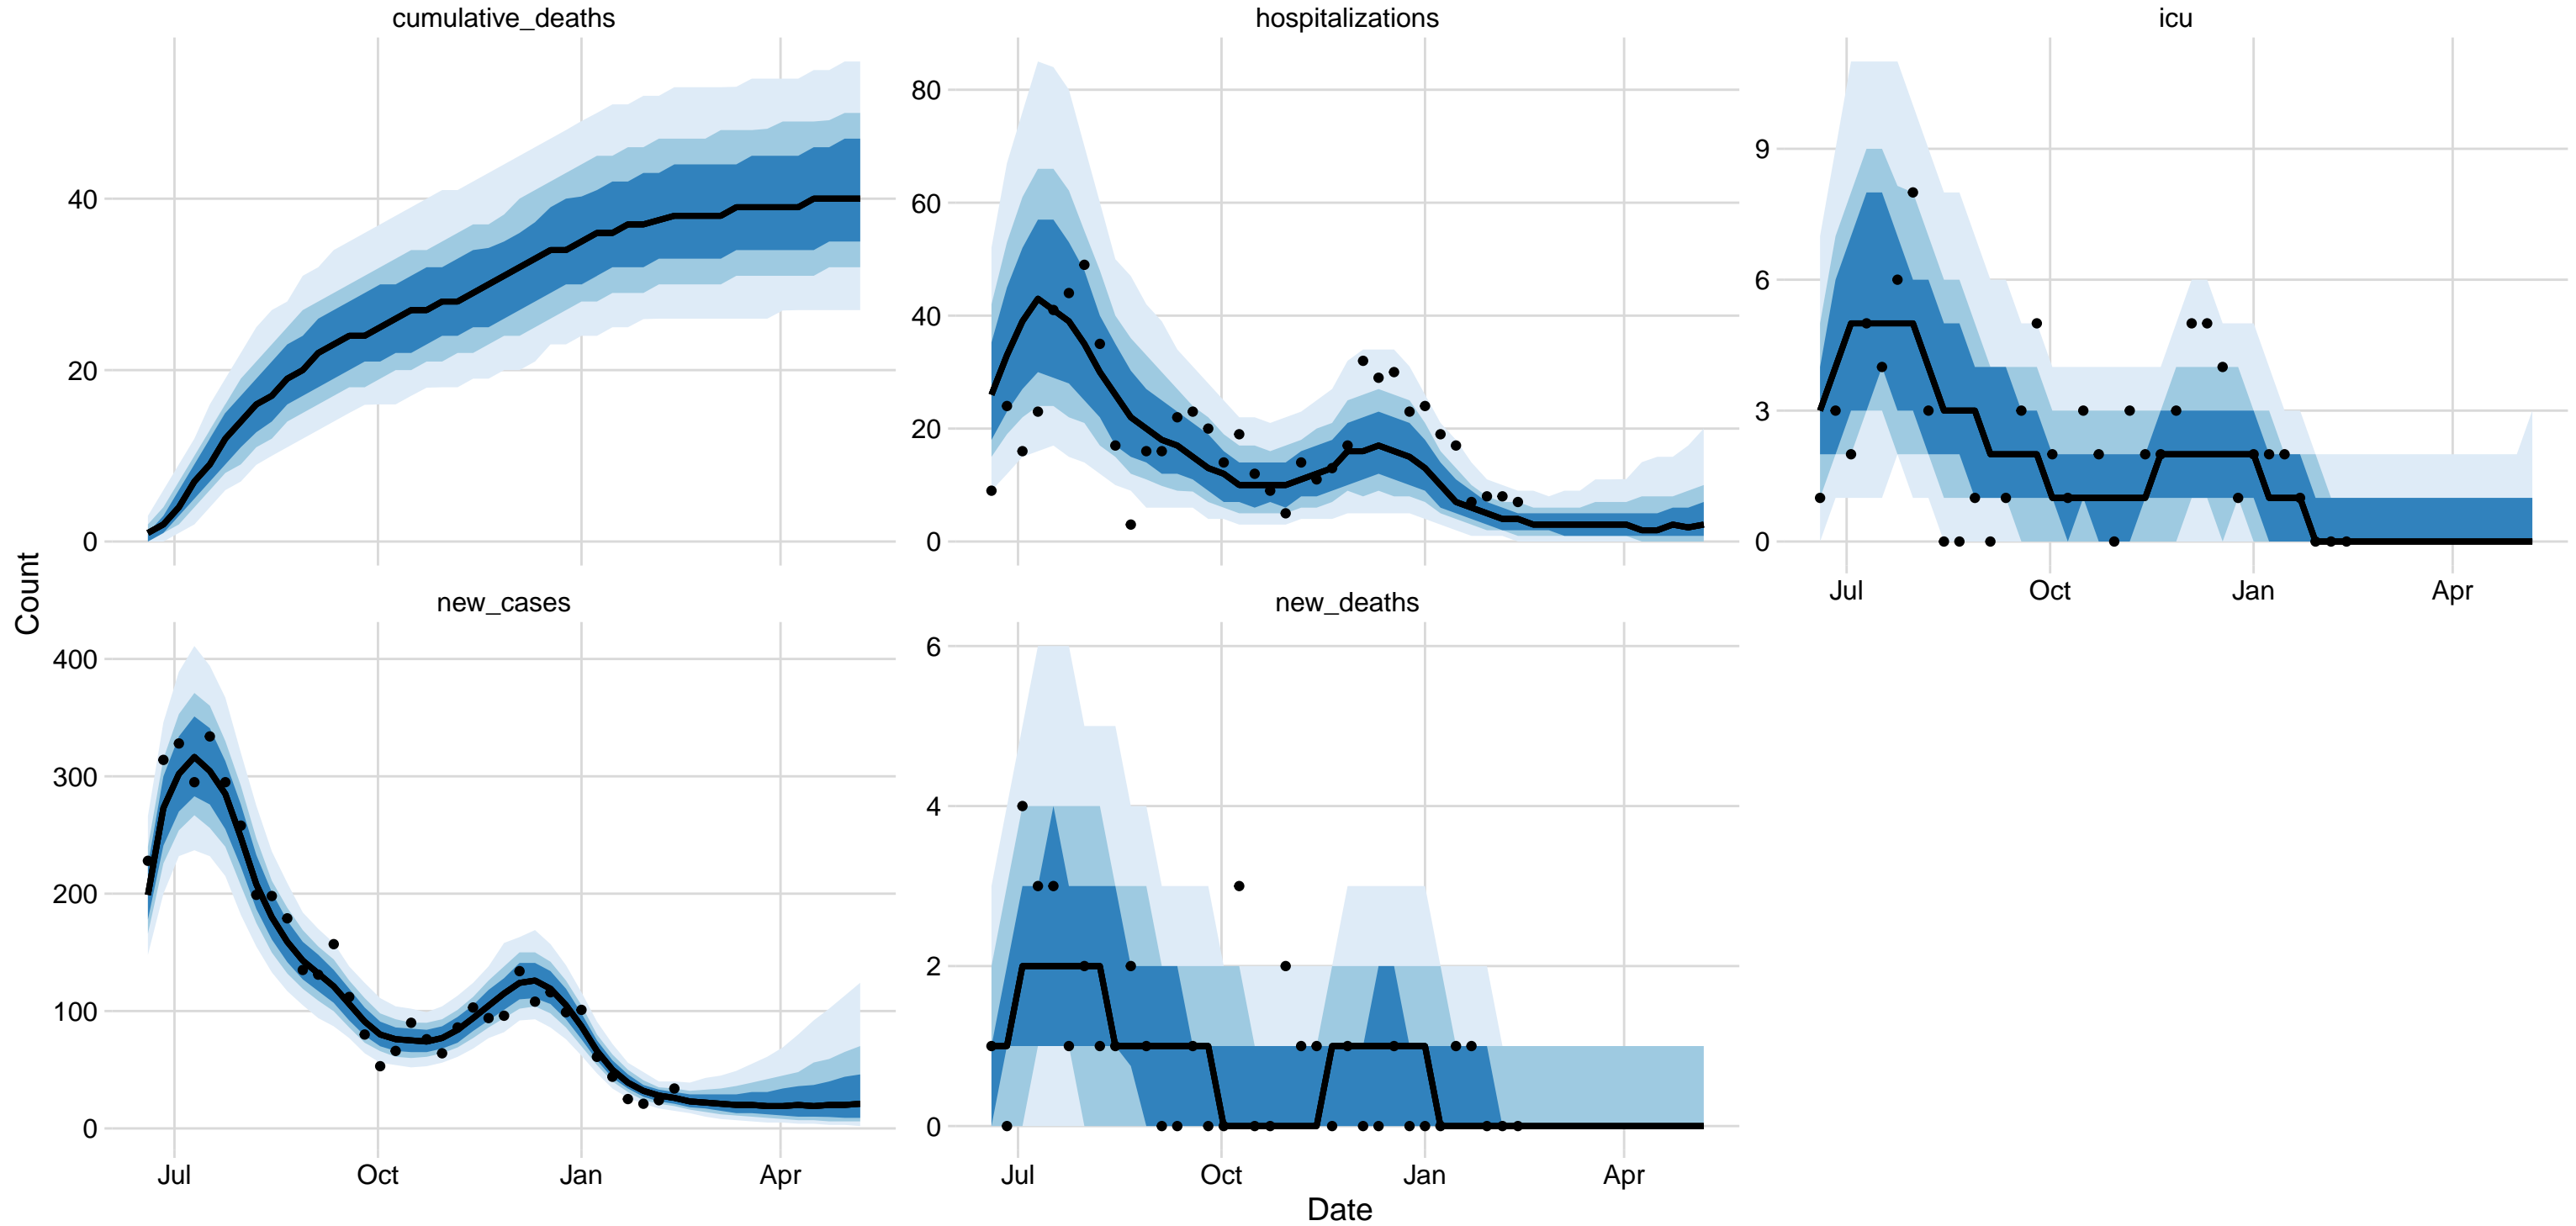 cumulative_deaths
hospitalizations
icu
40
20
0
80
60
40
20
0
9
6
3
0
Jul Oct Jan Apr
Count
new_cases
new_deaths
400
300
200
100
0
6
4
2
0
Jul Oct Jan Apr
Jul Oct Jan Apr
Date